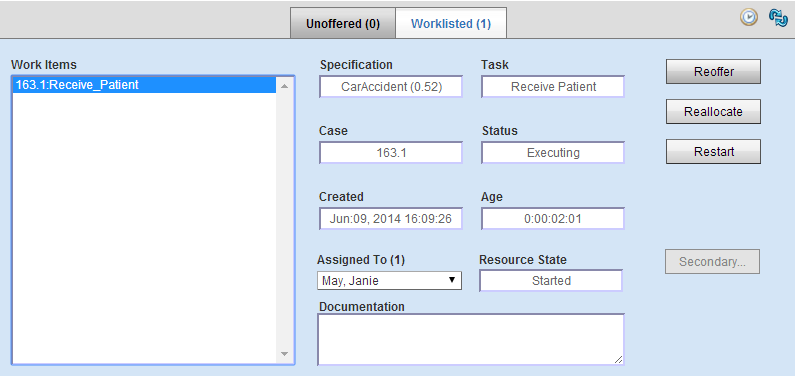 Unoffered (0) Worklisted (1)
Work Items
163.1:Receive_Patient
Specification Task
CarAccident (0.52) Receive Patient
Case Status
163.1 Executing
Created Age
Jun:09, 2014 16:09:26 0:00:02:01
Assigned To (1) Resource State
May, Janie Started
Documentation
Reoffer
Reallocate
Restart
Secondary...